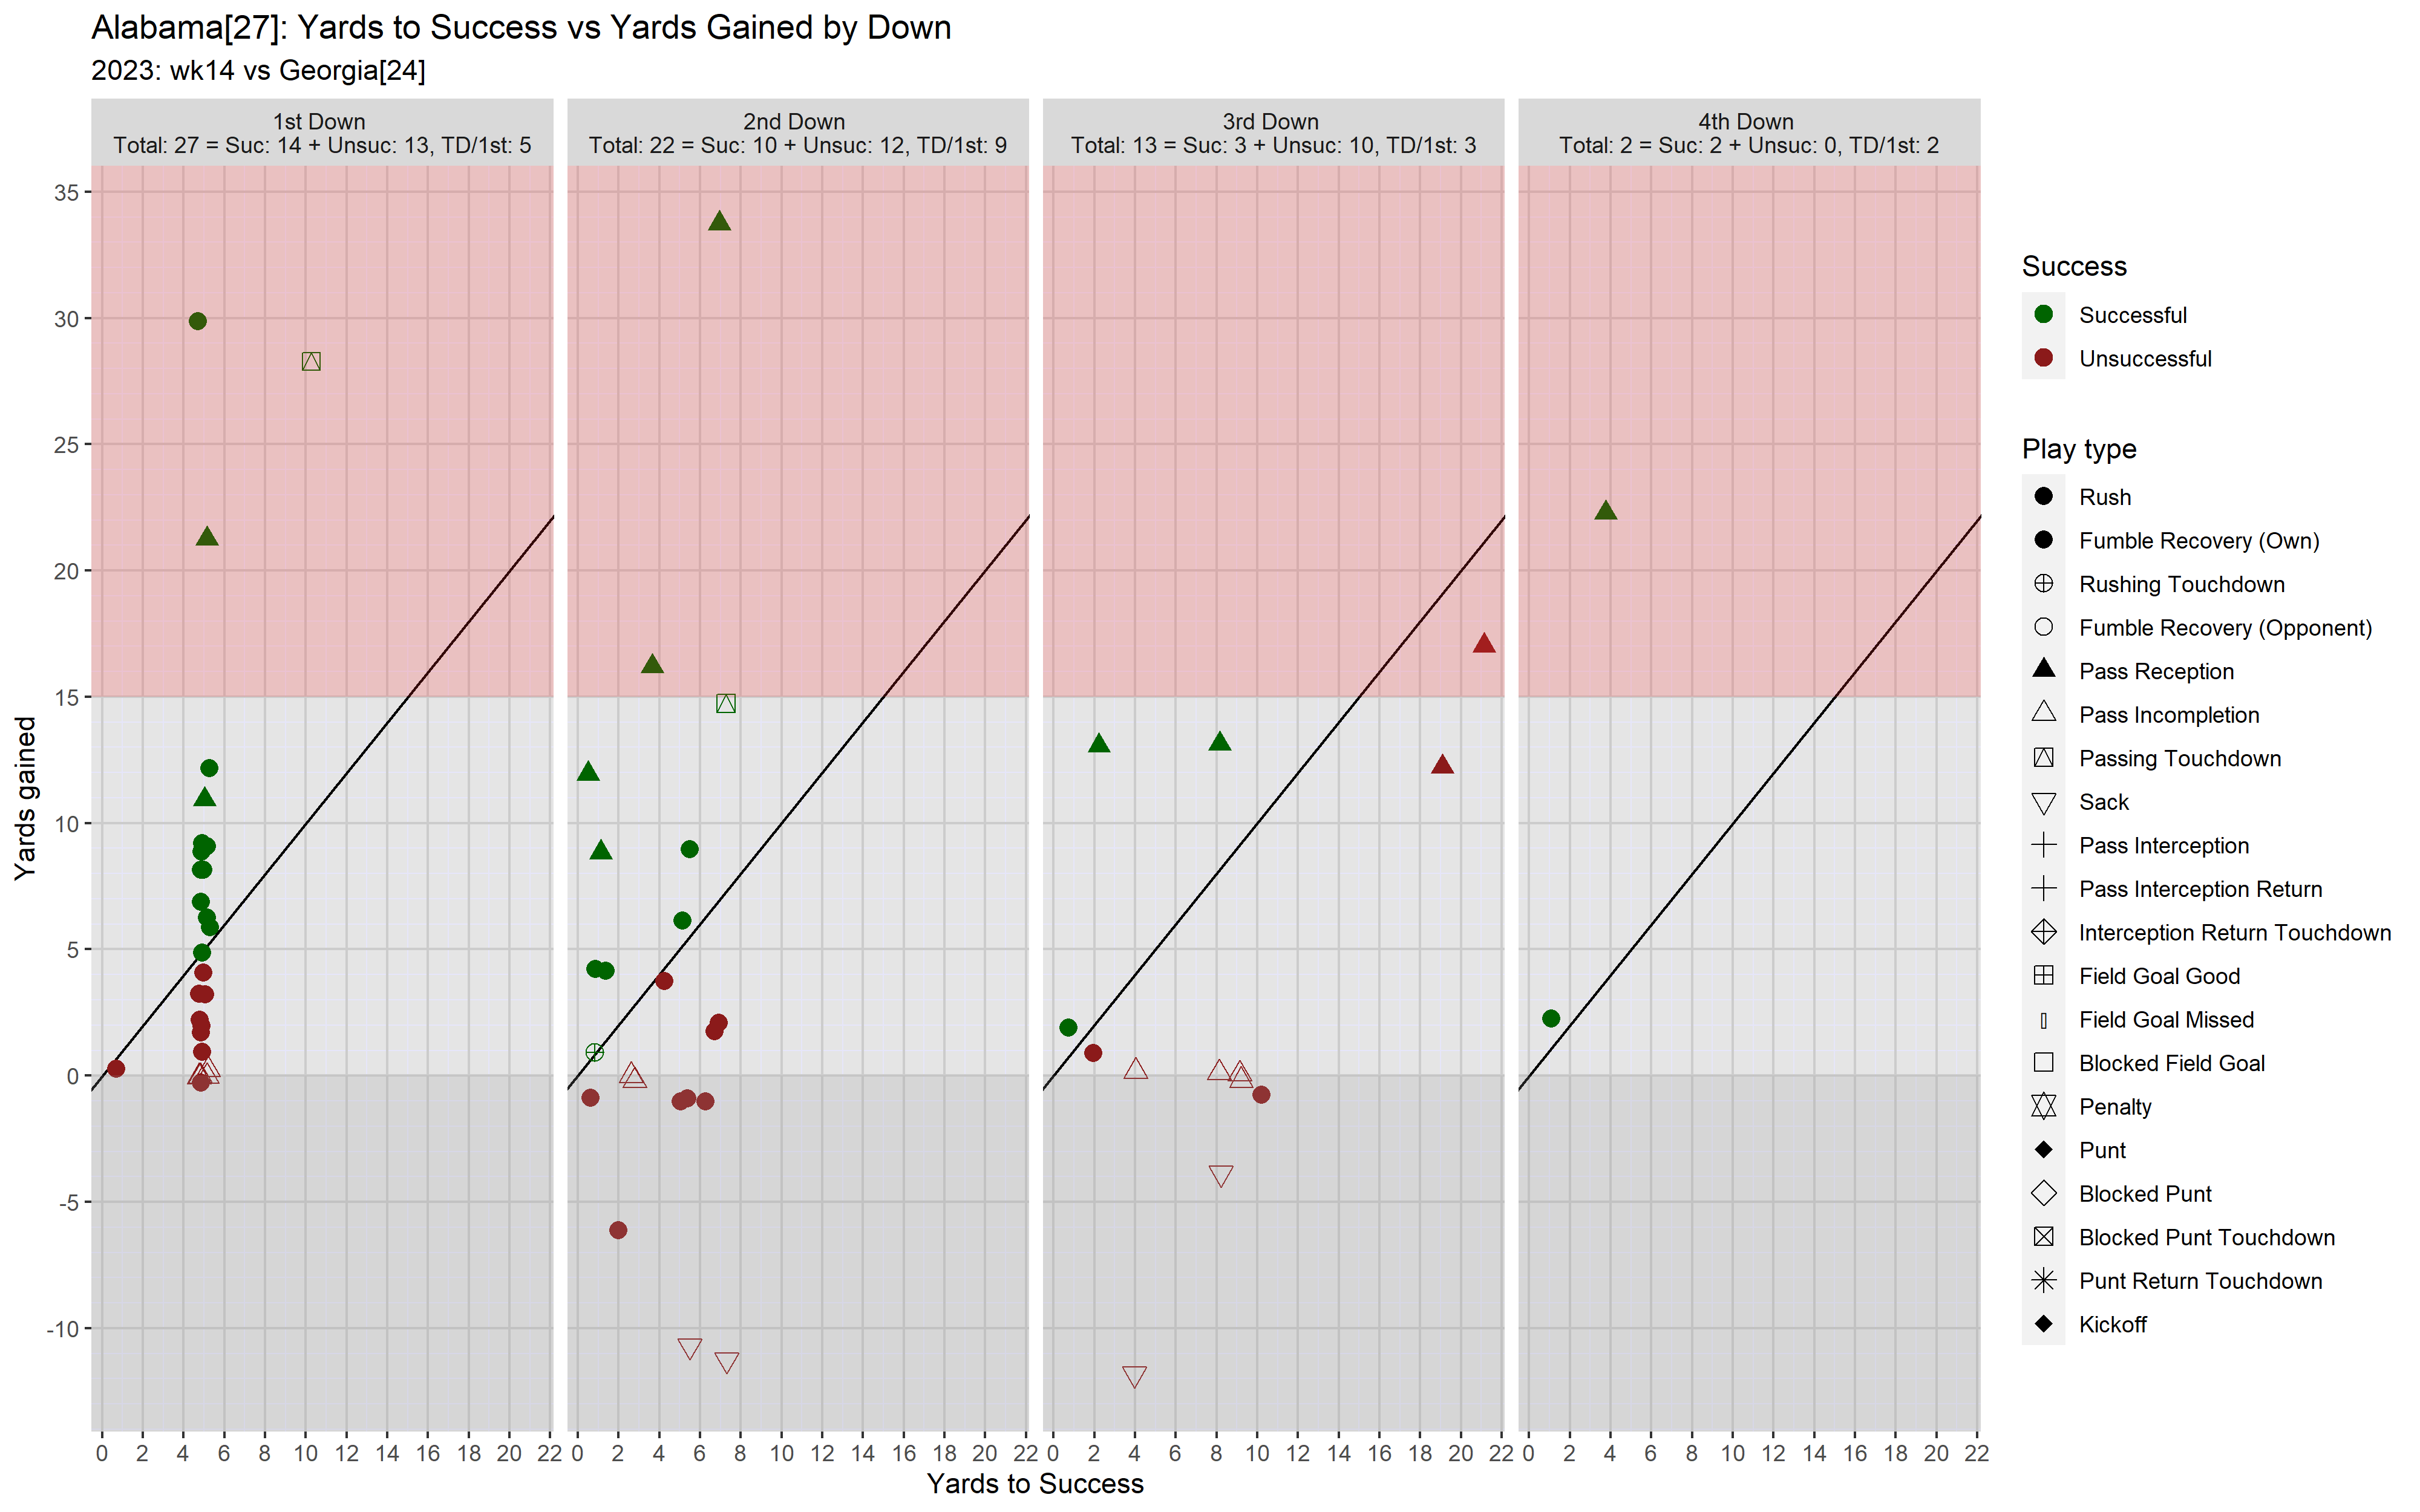 Alabama[27]: Yards to Success vs Yards Gained by Down
2023: wk14 vs Georgia[24]
1st Down
Total: 27 = Suc: 14 + Unsuc: 13, TD/1st: 5
2nd Down
Total: 22 = Suc: 10 + Unsuc: 12, TD/1st: 9
3rd Down
Total: 13 = Suc: 3 + Unsuc: 10, TD/1st: 3
4th Down
Total: 2 = Suc: 2 + Unsuc: 0, TD/1st: 2
Yards gained
35
30
25
20
15
10
5
0
-5
-10
0 2 4 6 8 10 12 14 16 18 20 22
0 2 4 6 8 10 12 14 16 18 20 22
0 2 4 6 8 10 12 14 16 18 20 22
0 2 4 6 8 10 12 14 16 18 20 22
Yards to Success
Success
Successful
Unsuccessful
Play type
Rush
Fumble Recovery (Own)
Rushing Touchdown
Fumble Recovery (Opponent)
Pass Reception
Pass Incompletion
Passing Touchdown
Sack
Pass Interception
Pass Interception Return
Interception Return Touchdown
Field Goal Good
Field Goal Missed
Blocked Field Goal
Penalty
Punt
Blocked Punt
Blocked Punt Touchdown
Punt Return Touchdown
Kickoff